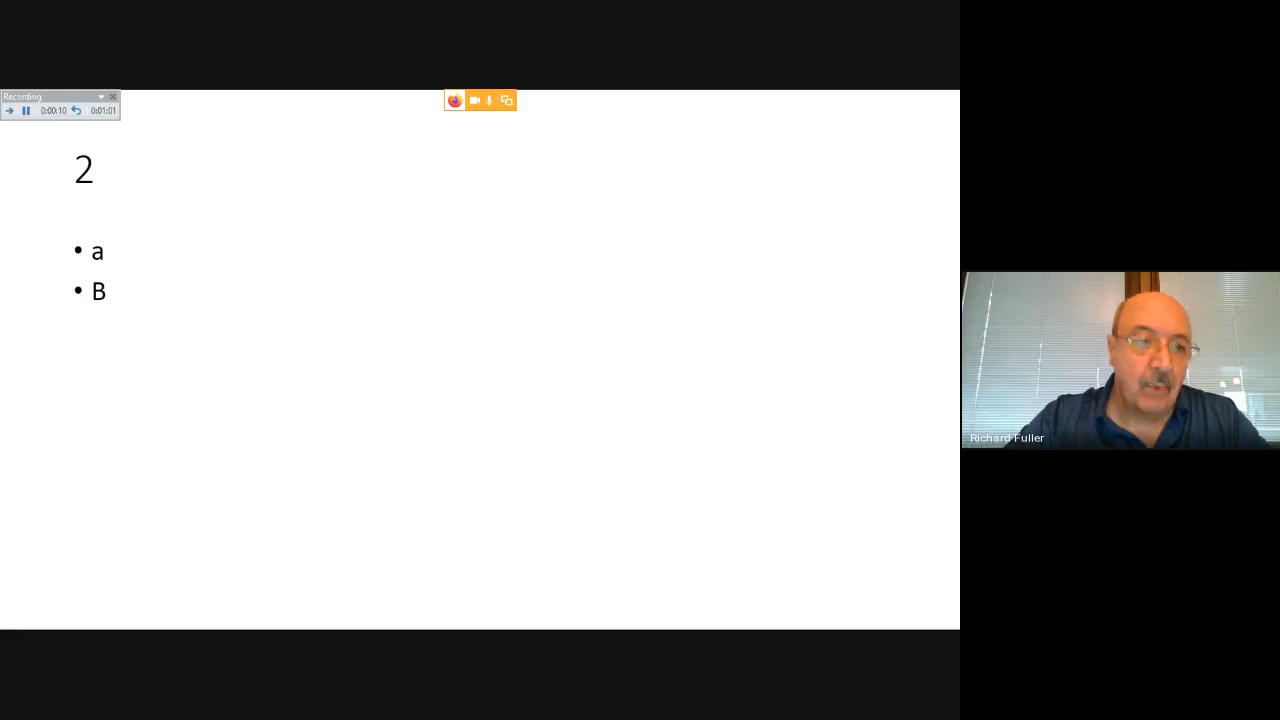 Recording
0:00:10 0:01:01
2
• a
• B
Richard Fuller